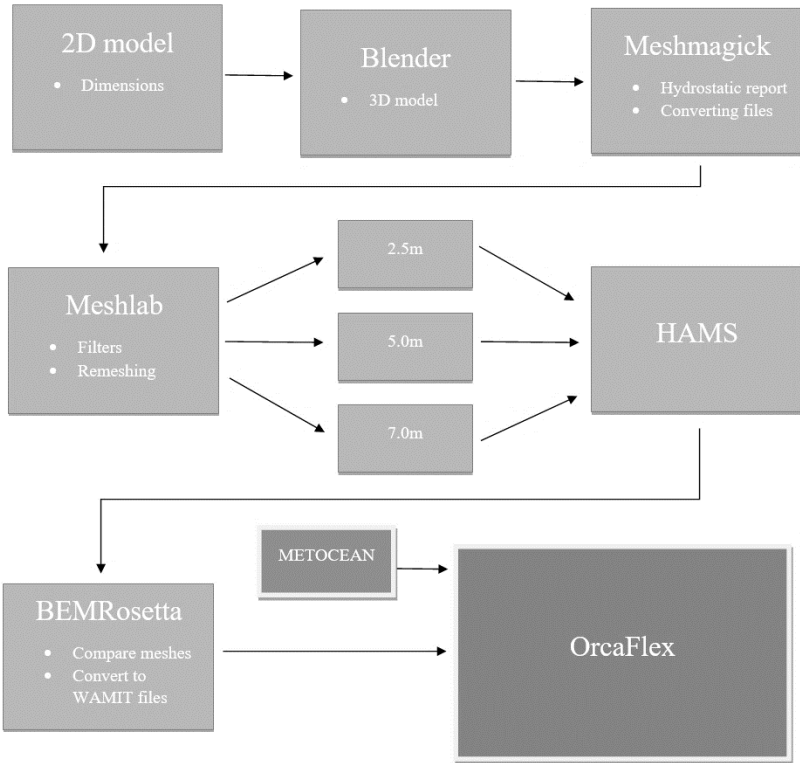 2D model
• Dimensions
Blender
• 3D model
Meshmagick
• Hydrostatic report
• Converting files
Meshlab
• Filters
• Remeshing
2.5m
5.0m
7.0m
HAMS
METOCEAN
BEMRosetta
• Compare meshes
• Convert to
WAMIT files
OrcaFlex